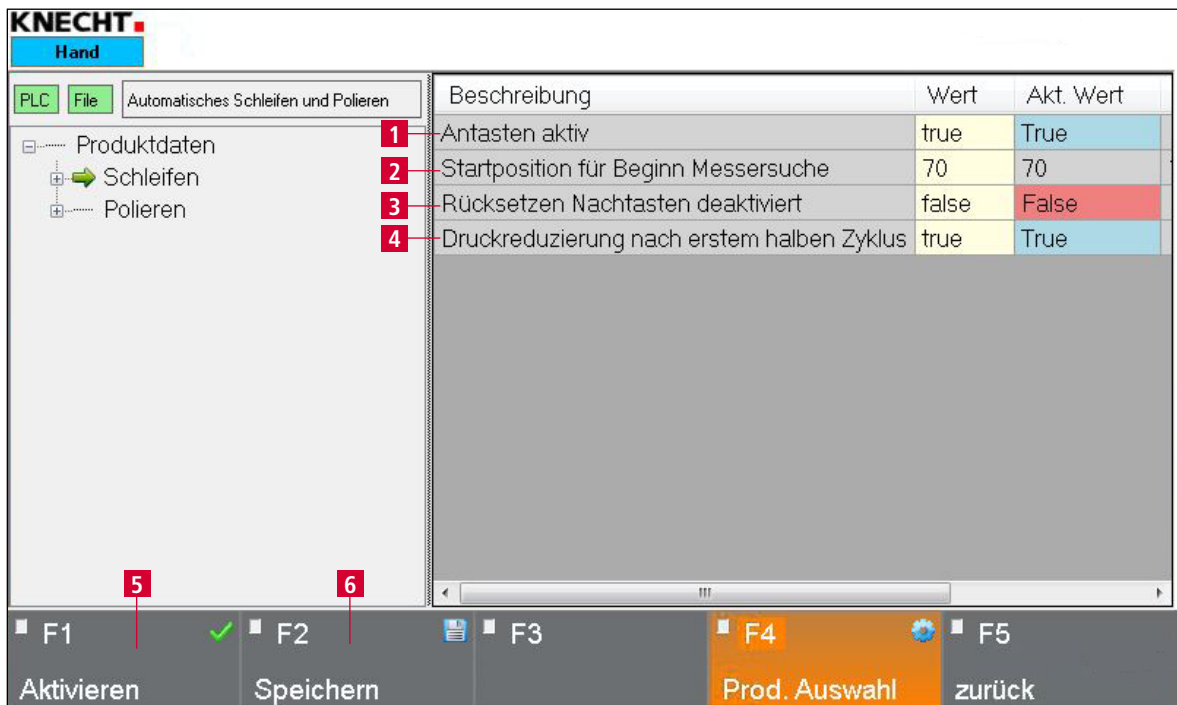 KNECHT
Hand
PLC File Automatisches Schleifen und Polieren
Produktdaten
Schleifen
Polieren
Beschreibung Wert Akt. Wert
1 Antasten aktiv true True
2 Startposition für Beginn Messersuche 70 70
3 Rücksetzen Nachtasten deaktiviert false False
4 Druckreduzierung nach erstem halben Zyklus true True
5 6
F1 F2 F3 F4 F5
Aktivieren Speichern Prod. Auswahl zurück